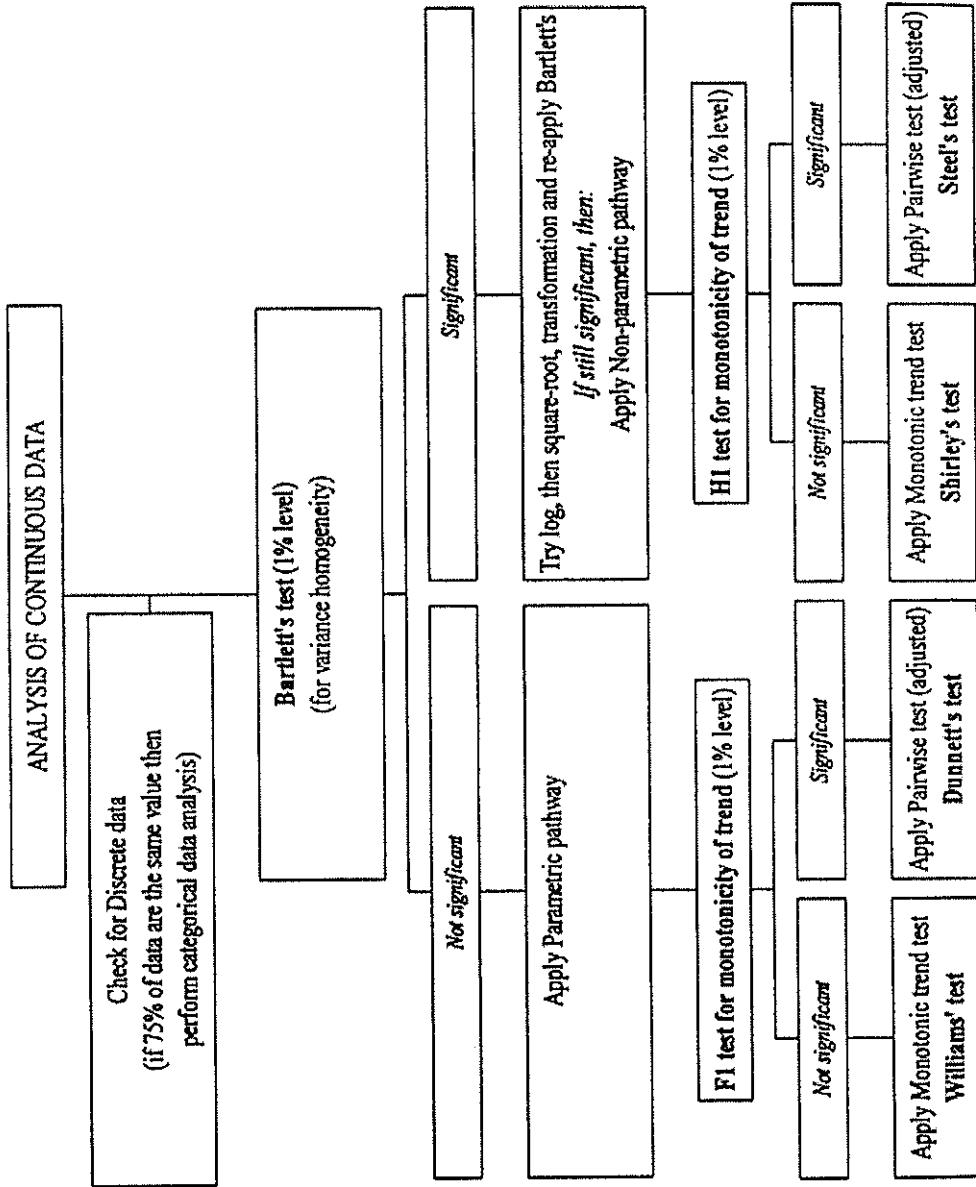 ANALYSIS OF CONTINUOUS DATA
Check for Discrete data
(if 75% of data are the same value then
perform categorical data analysis)
Bartlett's test (1% level)
(for variance homogeneity)
Not significant
Significant
Apply Parametric pathway
Try log, then square-root, transformation and re-apply Bartlett's
If still significant, then:
Apply Non-parametric pathway
F1 test for monotonicity of trend (1% level)
H1 test for monotonicity of trend (1% level)
Not significant
Significant
Not significant
Significant
Apply Monotonic trend test
Williams' test
Apply Pairwise test (adjusted)
Dunnett's test
Apply Monotonic trend test
Shirley's test
Apply Pairwise test (adjusted)
Steel's test